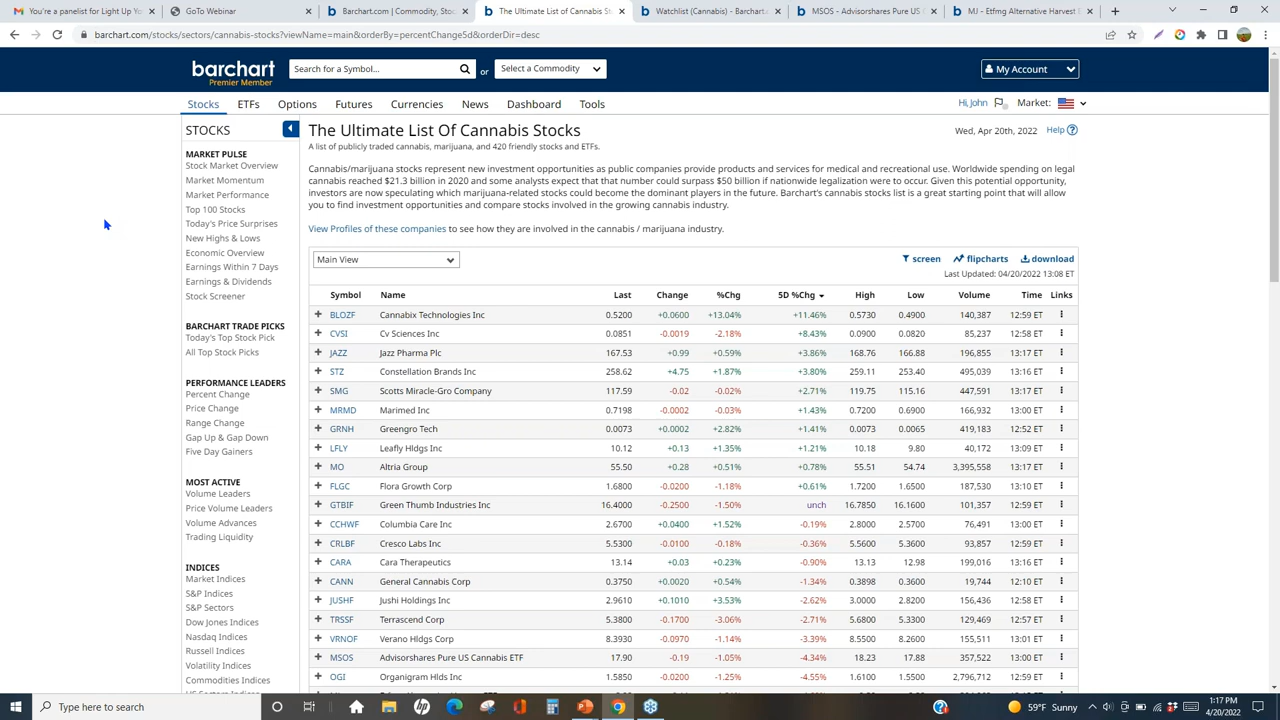 You're a panelist for Light Up Yo
GoTo Webinar
Barchart.com | Commodity, Stoc
The Ultimate List Of Cannabis Sto
Watchlist (Cannabis) - Barchart.c
MSOS - Advisorshares Pure US C
MJ - Etfmg Alternative Harvest E
barchart.com/stocks/sectors/cannabis-stocks?viewName=main&orderBy=percentChange5d&orderDir=desc
barchart
Premier Member
Search for a Symbol...
or
Select a Commodity
My Account
Stocks ETFs Options Futures Currencies News Dashboard Tools
Hi, John Market:
STOCKS
MARKET PULSE
Stock Market Overview
Market Momentum
Market Performance
Top 100 Stocks
Today's Price Surprises
New Highs & Lows
Economic Overview
Earnings Within 7 Days
Earnings & Dividends
Stock Screener
BARCHART TRADE PICKS
Today's Top Stock Pick
All Top Stock Picks
PERFORMANCE LEADERS
Percent Change
Price Change
Range Change
Gap Up & Gap Down
Five Day Gainers
MOST ACTIVE
Volume Leaders
Price Volume Leaders
Volume Advances
Trading Liquidity
INDICES
Market Indices
S&P Indices
S&P Sectors
Dow Jones Indices
Nasdaq Indices
Russell Indices
Volatility Indices
Commodities Indices
US Sectors Indices
The Ultimate List Of Cannabis Stocks
Wed, Apr 20th, 2022 Help
A list of publicly traded cannabis, marijuana, and 420 friendly stocks and ETFs.
Cannabis/marijuana stocks represent new investment opportunities as public companies provide products and services for medical and recreational use. Worldwide spending on legal
cannabis reached $21.3 billion in 2020 and some analysts expect that that number could surpass $50 billion if nationwide legalization were to occur. Given this potential opportunity,
investors are now speculating which marijuana-related stocks could become the dominant players in the future. Barchart's cannabis stocks list is a great starting point that will allow
you to find investment opportunities and compare stocks involved in the growing cannabis industry.
View Profiles of these companies to see how they are involved in the cannabis / marijuana industry.
Main View
screen flipcharts download
Last Updated: 04/20/2022 13:08 ET
Symbol Name Last Change %Chg 5D %Chg High Low Volume Time Links
BLOZF Cannabix Technologies Inc 0.5200 +0.0600 +13.04% +11.46% 0.5730 0.4900 140,387 12:59 ET
CVSI Cv Sciences Inc 0.0851 -0.0019 -2.18% +8.43% 0.0900 0.0820 85,237 12:58 ET
JAZZ Jazz Pharma Plc 167.53 +0.99 +0.59% +3.86% 168.76 166.88 196,855 13:17 ET
STZ Constellation Brands Inc 258.62 +4.75 +1.87% +3.80% 259.11 253.40 495,039 13:16 ET
SMG Scotts Miracle-Gro Company 117.59 -0.02 -0.02% +2.71% 119.75 115.16 447,591 13:17 ET
MRMD Marimed Inc 0.7198 -0.0002 -0.03% +1.43% 0.7200 0.6900 166,932 13:00 ET
GRNH Greengro Tech 0.0073 +0.0002 +2.82% +1.41% 0.0073 0.0065 419,183 12:52 ET
LFLY Leafly Hldgs Inc 10.12 +0.13 +1.35% +1.21% 10.18 9.80 40,172 13:09 ET
MO Altria Group 55.50 +0.28 +0.51% +0.78% 55.51 54.74 3,395,558 13:17 ET
FLGC Flora Growth Corp 1.6800 -0.0200 -1.18% +0.61% 1.7200 1.6500 187,530 13:10 ET
GTBIF Green Thumb Industries Inc 16.4000 -0.2500 -1.50% unch 16.7850 16.1600 101,357 12:59 ET
CCHWF Columbia Care Inc 2.6700 +0.0400 +1.52% -0.19% 2.8000 2.5700 76,491 13:00 ET
CRLBF Cresco Labs Inc 5.5300 -0.0100 -0.18% -0.36% 5.5600 5.3600 93,857 12:59 ET
CARA Cara Therapeutics 13.14 +0.03 +0.23% -0.90% 13.13 12.98 199,016 13:16 ET
CANN General Cannabis Corp 0.3750 +0.0020 +0.54% -1.34% 0.3898 0.3600 19,744 12:10 ET
JUSHF Jushi Holdings Inc 2.9610 +0.1010 +3.53% -2.62% 3.0000 2.8200 156,436 12:58 ET
TRSSF Terrascend Corp 5.3800 -0.1700 -3.06% -2.71% 5.6800 5.3300 129,469 12:57 ET
VRNOF Verano Hldgs Corp 8.3930 -0.0970 -1.14% -3.39% 8.5500 8.2600 155,511 13:01 ET
MSOS Advisorshares Pure US Cannabis ETF 17.90 -0.19 -1.05% -4.34% 18.23 17.88 357,522 13:00 ET
OGI Organigram Hlds Inc 1.5850 -0.0200 -1.25% -4.55% 1.6100 1.5500 2,796,712 13:16 ET
Type here to search
59°F Sunny
1:17 PM
4/20/2022